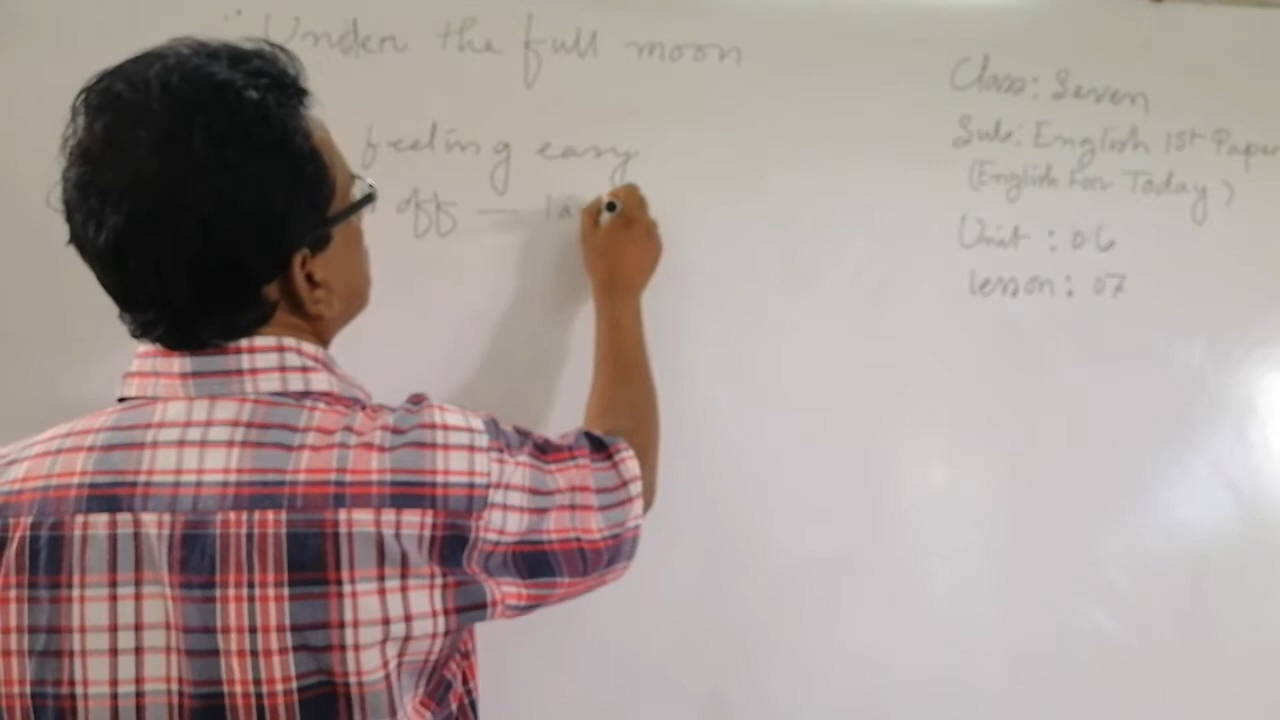 "Under the full moon
feeling easy
off — la
Class: Seven
Sub: English 1st Paper
(English For Today)
Unit : 06
lesson: 07